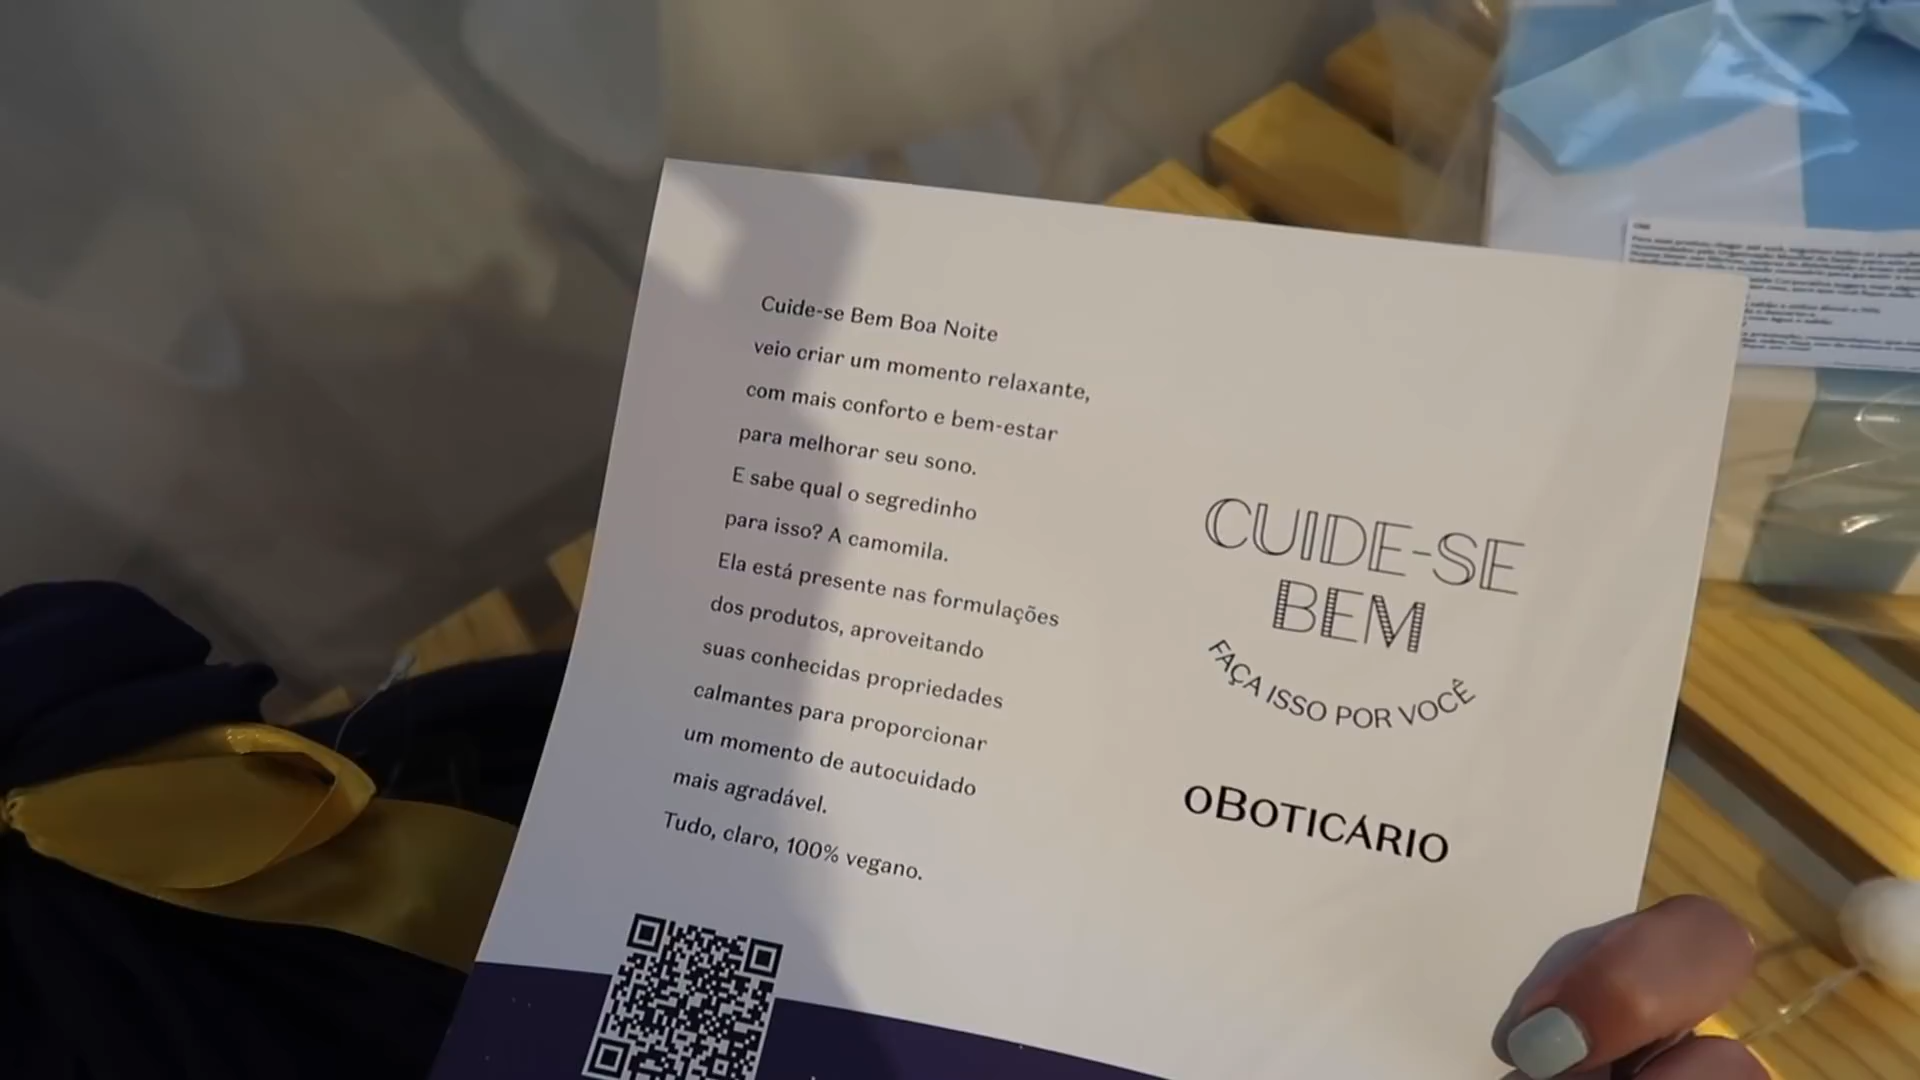 Cuide-se Bem Boa Noite
veio criar um momento relaxante,
com mais conforto e bem-estar
para melhorar seu sono.
E sabe qual o segredinho
para isso? A camomila.
Ela está presente nas formulações
dos produtos, aproveitando
suas conhecidas propriedades
calmantes para proporcionar
um momento de autocuidado
mais agradável.
Tudo, claro, 100% vegano.
CUIDE-SE
BEM
FAÇA ISSO POR VOCÊ
oBOTICÁRIO